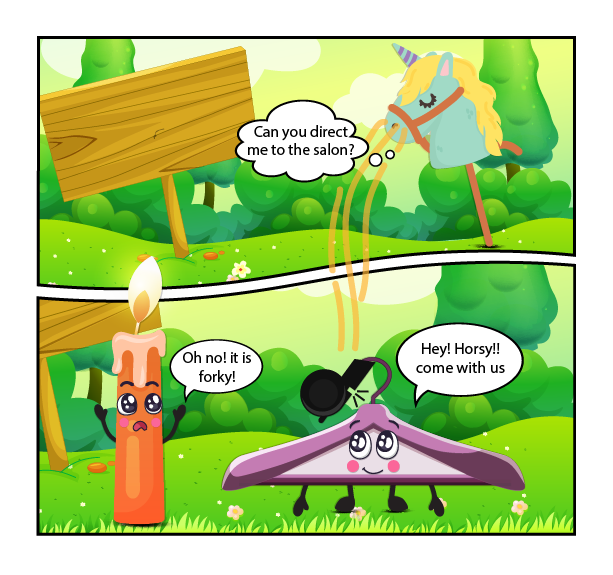 Can you direct
me to the salon?
Oh no! it is
forky!
Hey! Horsy!!
come with us